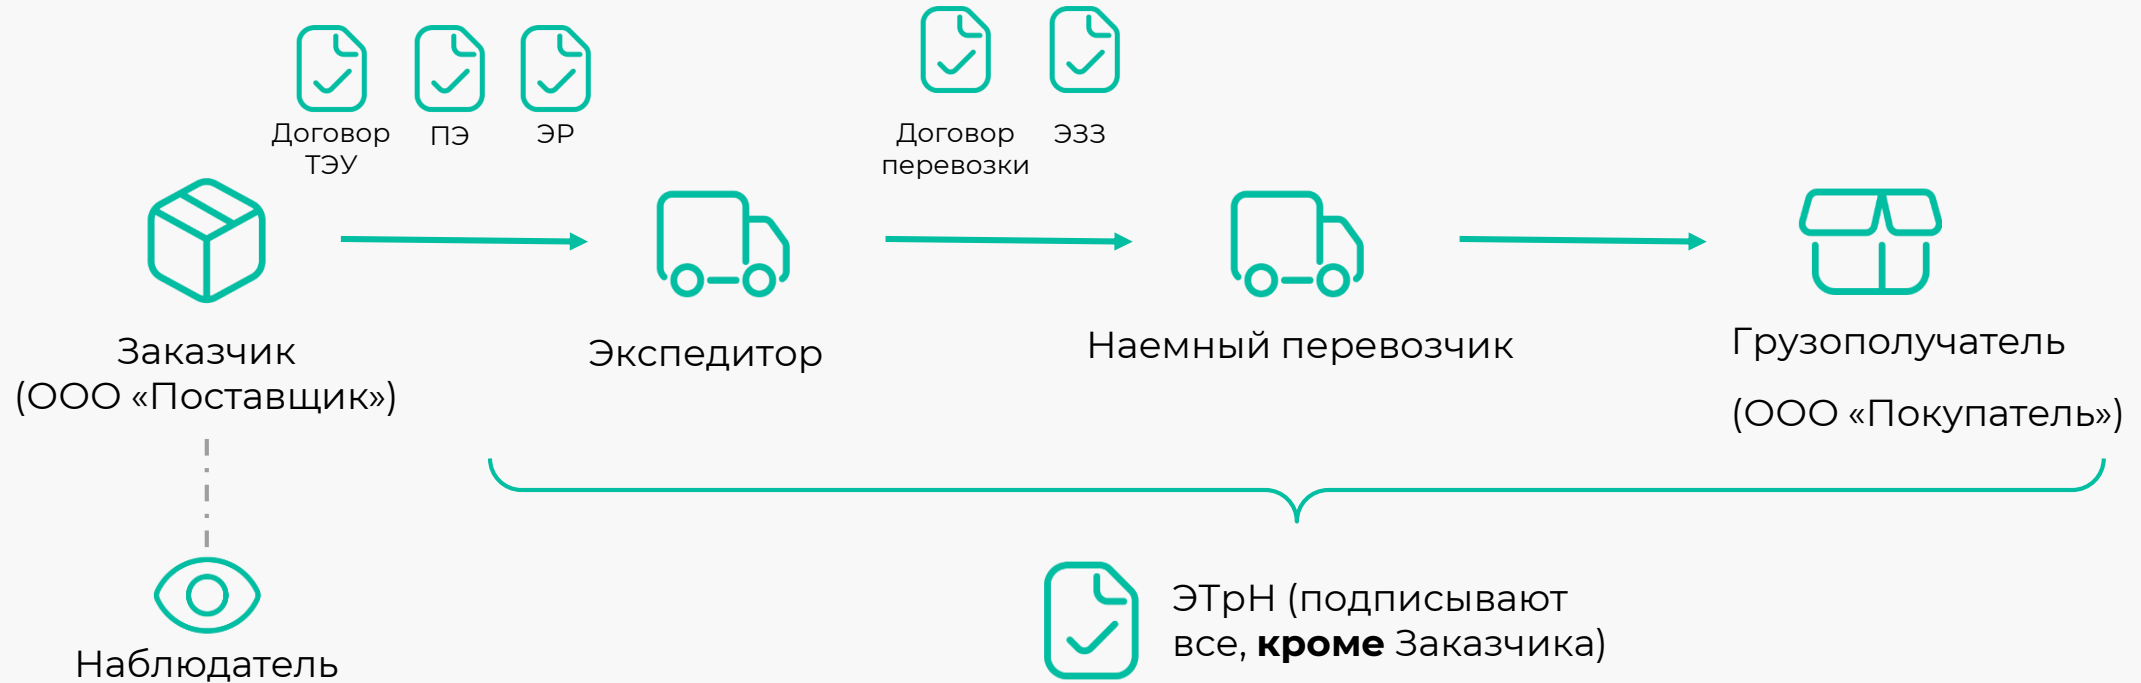 Договор
ТЭУ
ПЭ
ЭР
Договор
перевозки
ЭЗЗ
Заказчик
(ООО «Поставщик»)
Экспедитор
Наемный перевозчик
Грузополучатель
(ООО «Покупатель»)
Наблюдатель
ЭТрН (подписывают
все, кроме Заказчика)